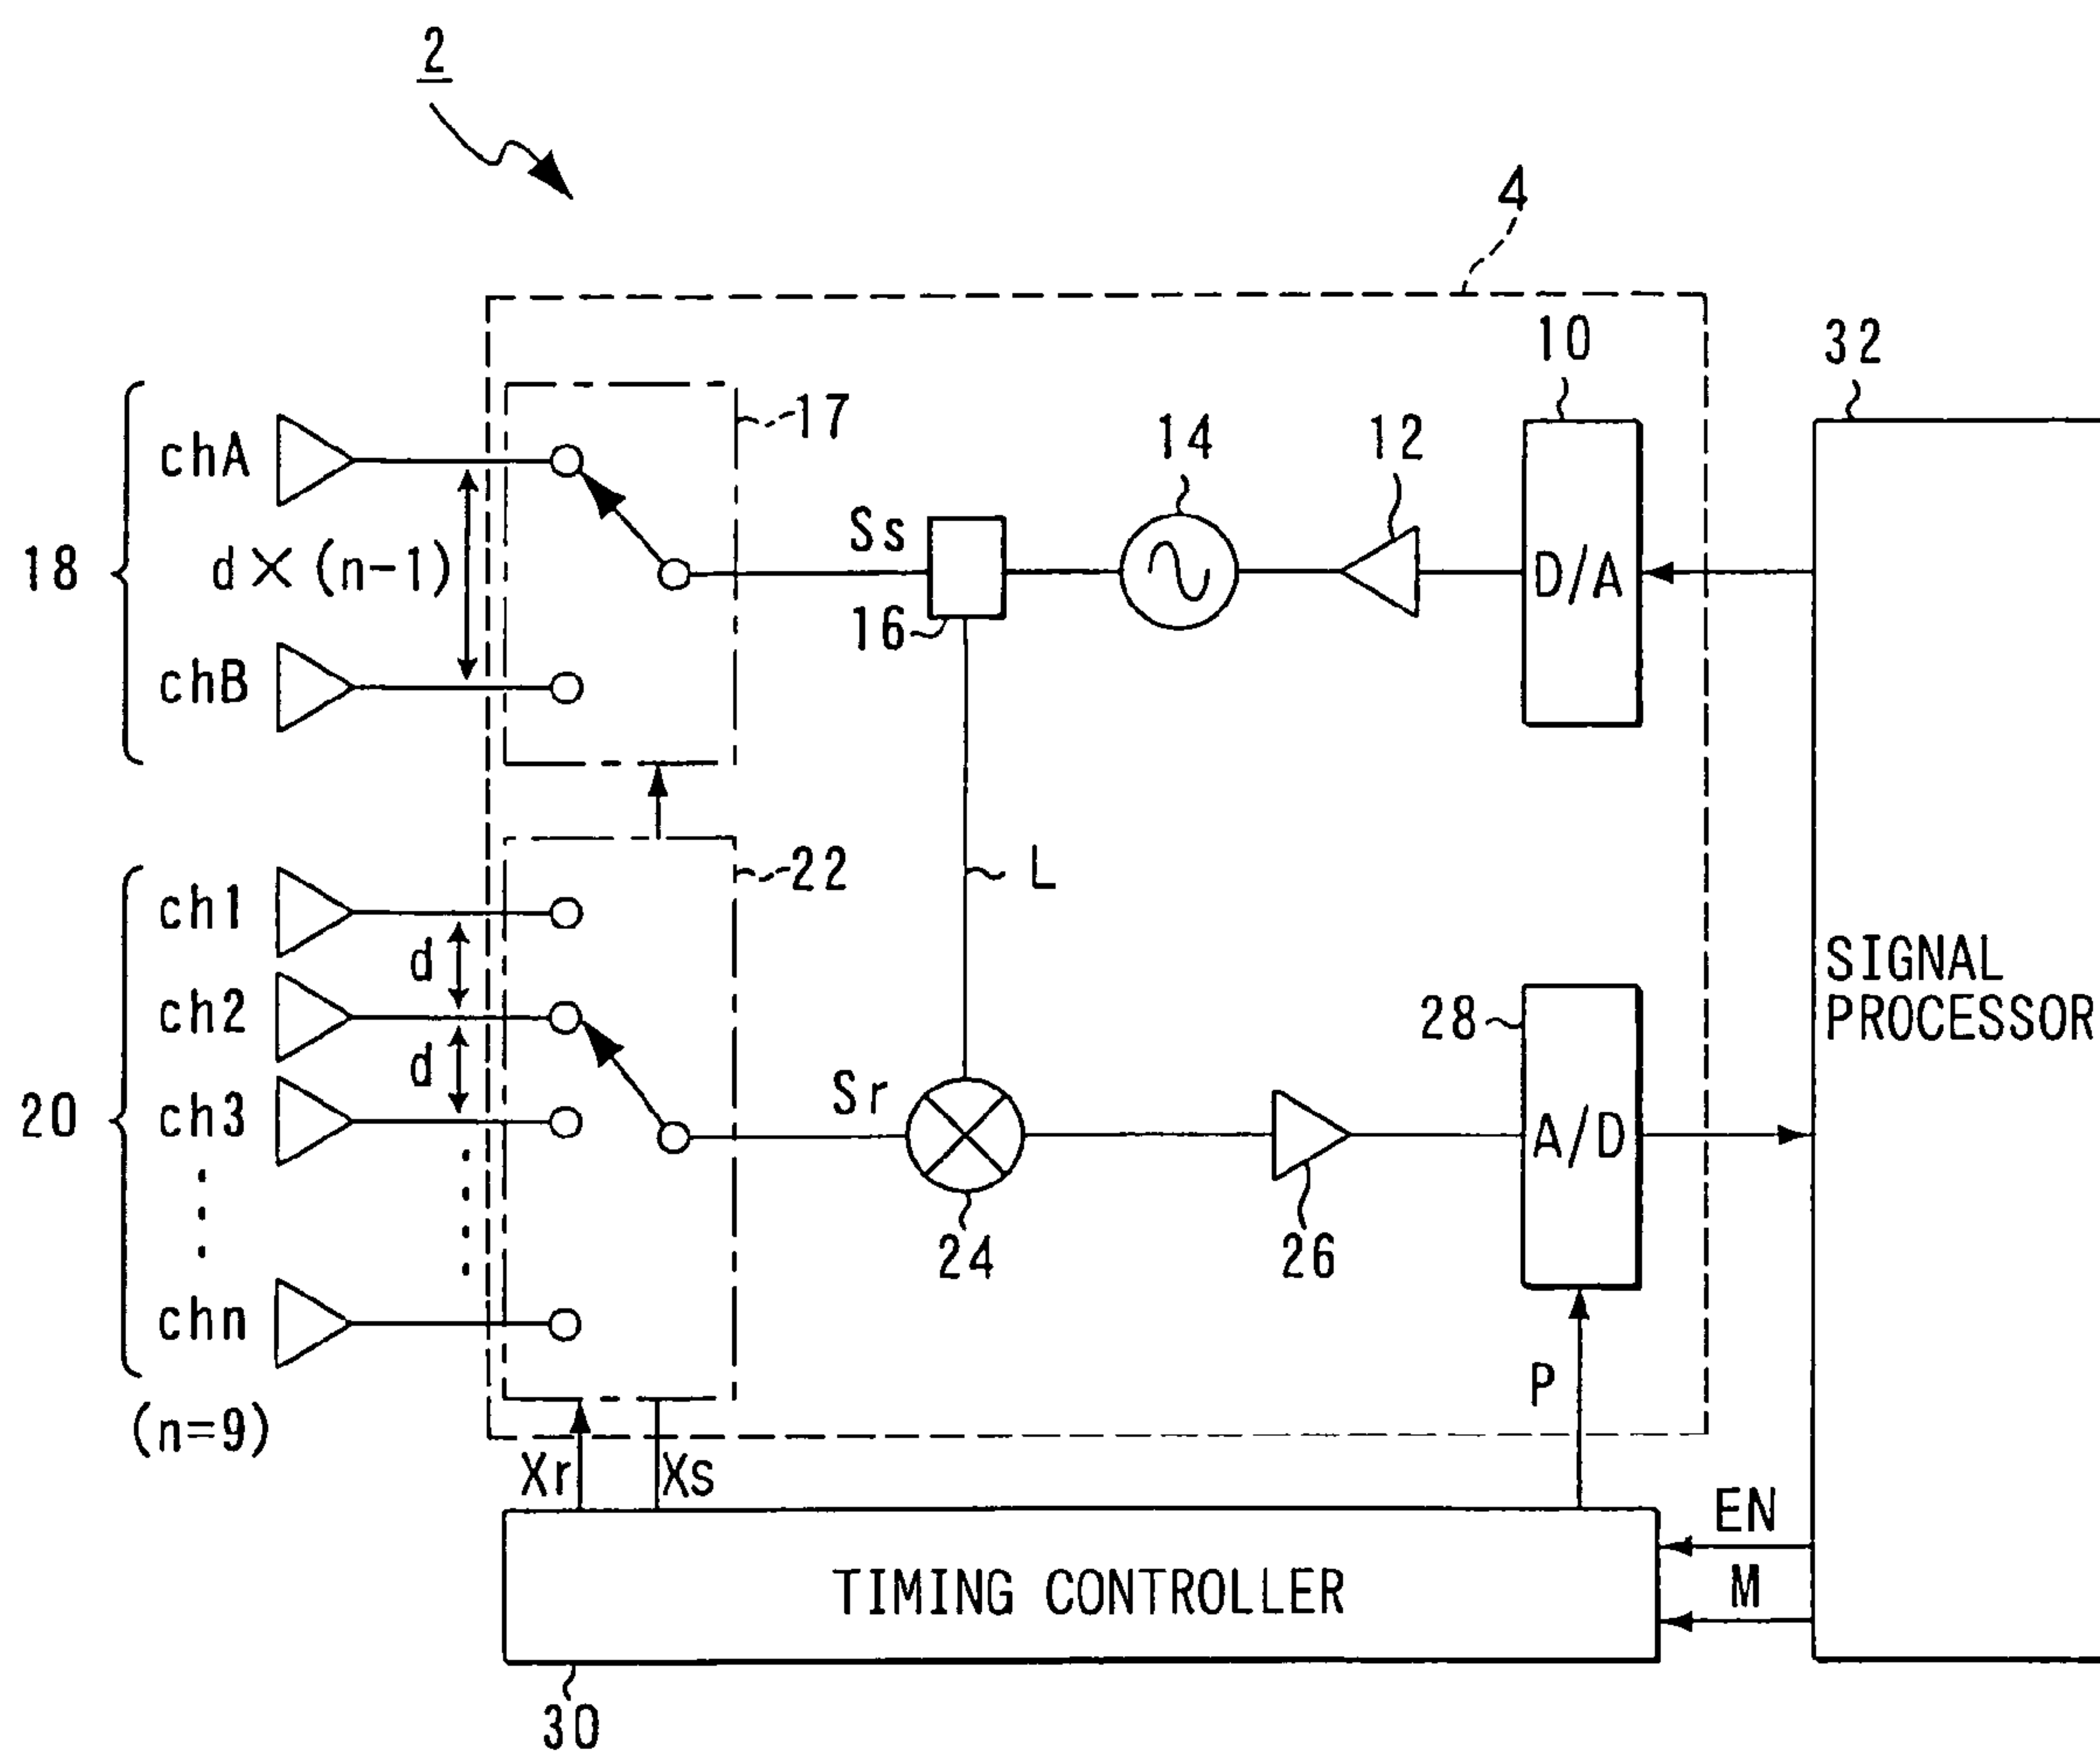 2
4
10
32
17
14
12
chA
Ss
18
d×(n-1)
D/A
16
chB
22
L
ch1
d
SIGNAL
PROCESSOR
ch2
28
d
Sr
20
ch3
A/D
24
26
chn
P
(n=9)
Xr
Xs
EN
M
TIMING CONTROLLER
30